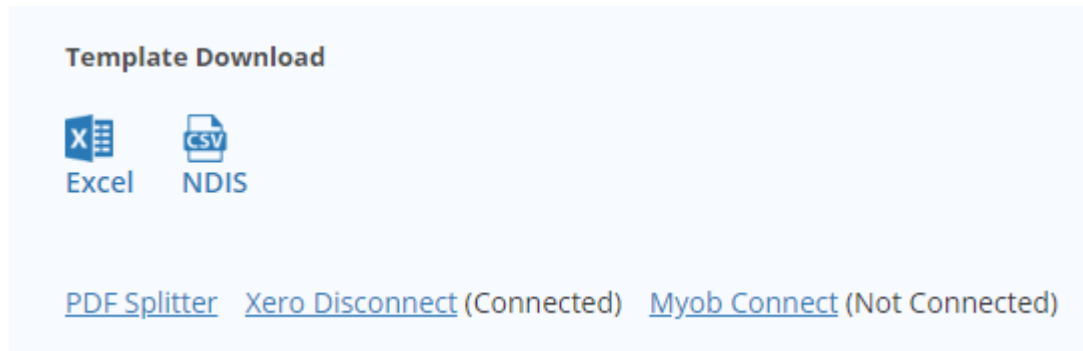 Template Download
X CSV
Excel NDIS
PDF Splitter Xero Disconnect (Connected) Myob Connect (Not Connected)